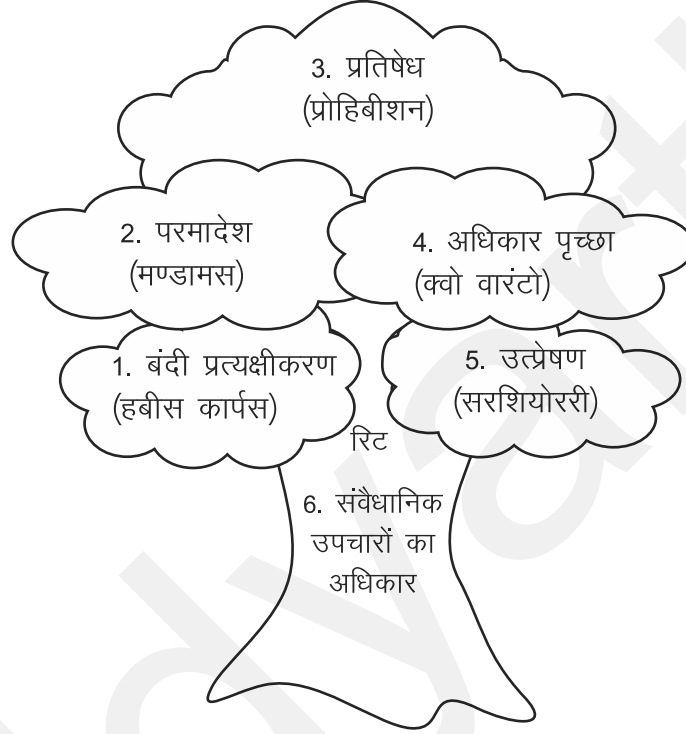 3. प्रतिषेध
(प्रोहिबीशन)
2. परमादेश
(मण्डामस)
4. अधिकार पृच्छा
(क्वो वारंटो)
1. बंदी प्रत्यक्षीकरण
(हबीस कार्पस)
5. उत्प्रेषण
(सरशियोररी)
रिट
6. संवैधानिक
उपचारों का
अधिकार